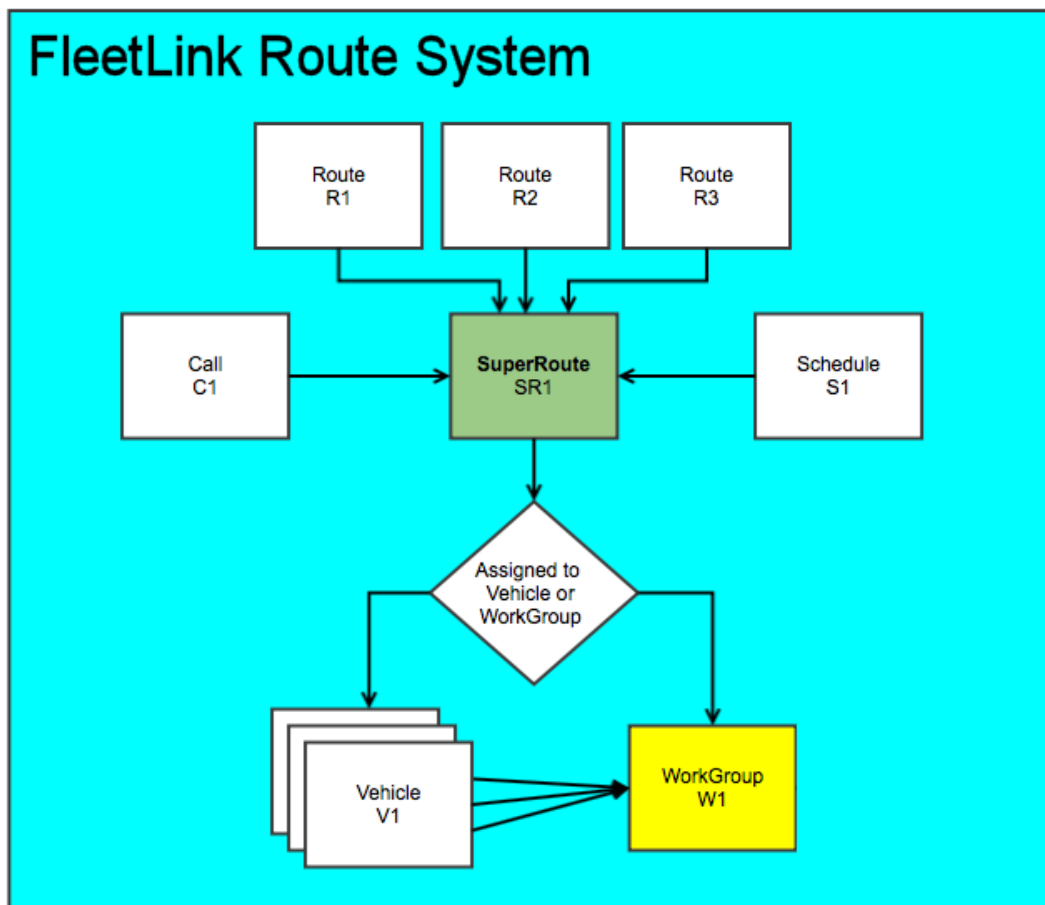 FleetLink Route System
Route
R1
Route
R2
Route
R3
Call
C1
SuperRoute
SR1
Schedule
S1
Assigned to
Vehicle or
WorkGroup
Vehicle
V1
WorkGroup
W1